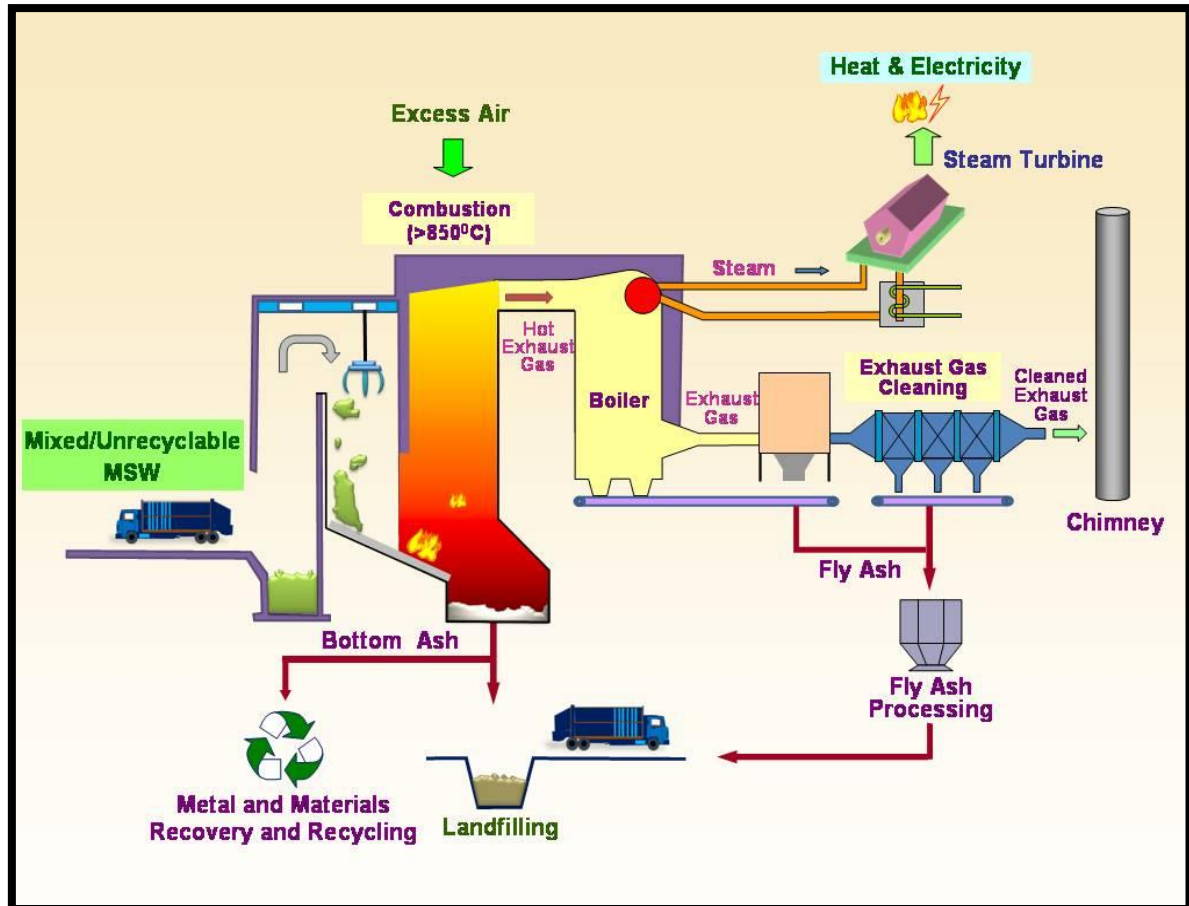 Heat & Electricity
Excess Air
Steam Turbine
Combustion
(>850⁰C)
Steam
Hot
Exhaust
Gas
Boiler
Exhaust
Gas
Exhaust Gas
Cleaning
Cleaned
Exhaust
Gas
Mixed/Unrecyclable
MSW
Chimney
Fly Ash
Bottom Ash
Fly Ash
Processing
Metal and Materials
Recovery and Recycling
Landfilling